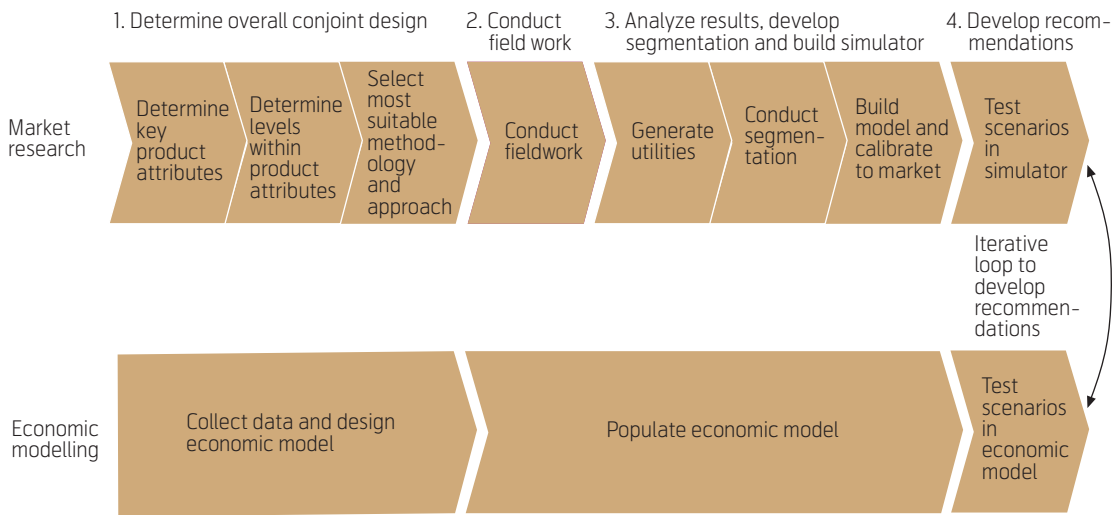 1. Determine overall conjoint design
2. Conduct
field work
3. Analyze results, develop
segmentation and build simulator
4. Develop recom-
mendations
Market
research
Determine
key
product
attributes
Determine
levels
within
product
attributes
Select
most
suitable
method-
ology
and
approach
Conduct
fieldwork
Generate
utilities
Conduct
segmen-
tation
Build
model and
calibrate
to market
Test
scenarios
in
simulator
Iterative
loop to
develop
recommen-
dations
Economic
modelling
Collect data and design
economic model
Populate economic model
Test
scenarios
in
economic
model